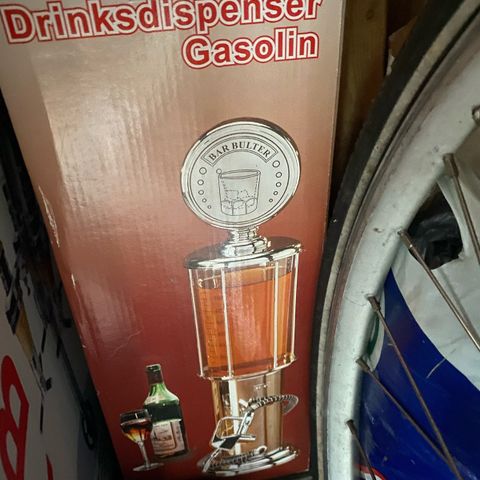 Drinksdispenser
Gasolin
BAR BULTER